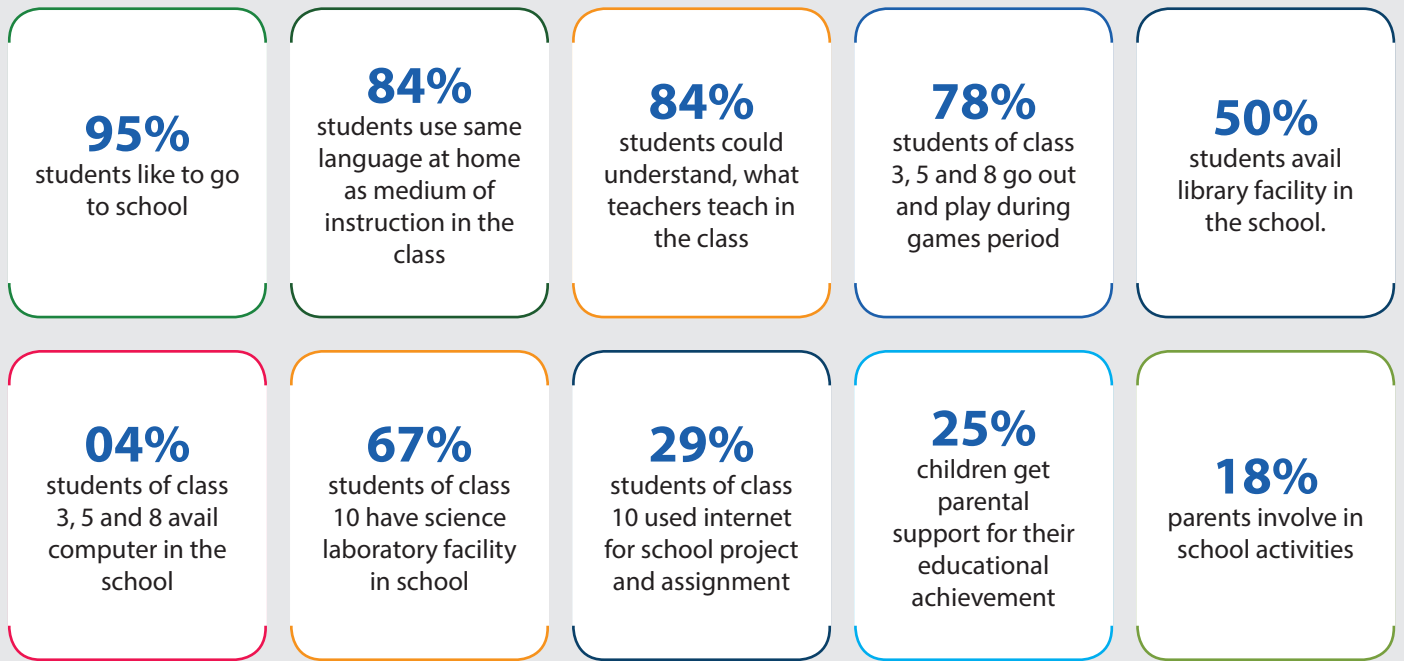 95%
students like to go
to school
84%
students use same
language at home
as medium of
instruction in the
class
84%
students could
understand, what
teachers teach in
the class
78%
students of class
3, 5 and 8 go out
and play during
games period
50%
students avail
library facility in
the school.
04%
students of class
3, 5 and 8 avail
computer in the
school
67%
students of class
10 have science
laboratory facility
in school
29%
students of class
10 used internet
for school project
and assignment
25%
children get
parental
support for their
educational
achievement
18%
parents involve in
school activities